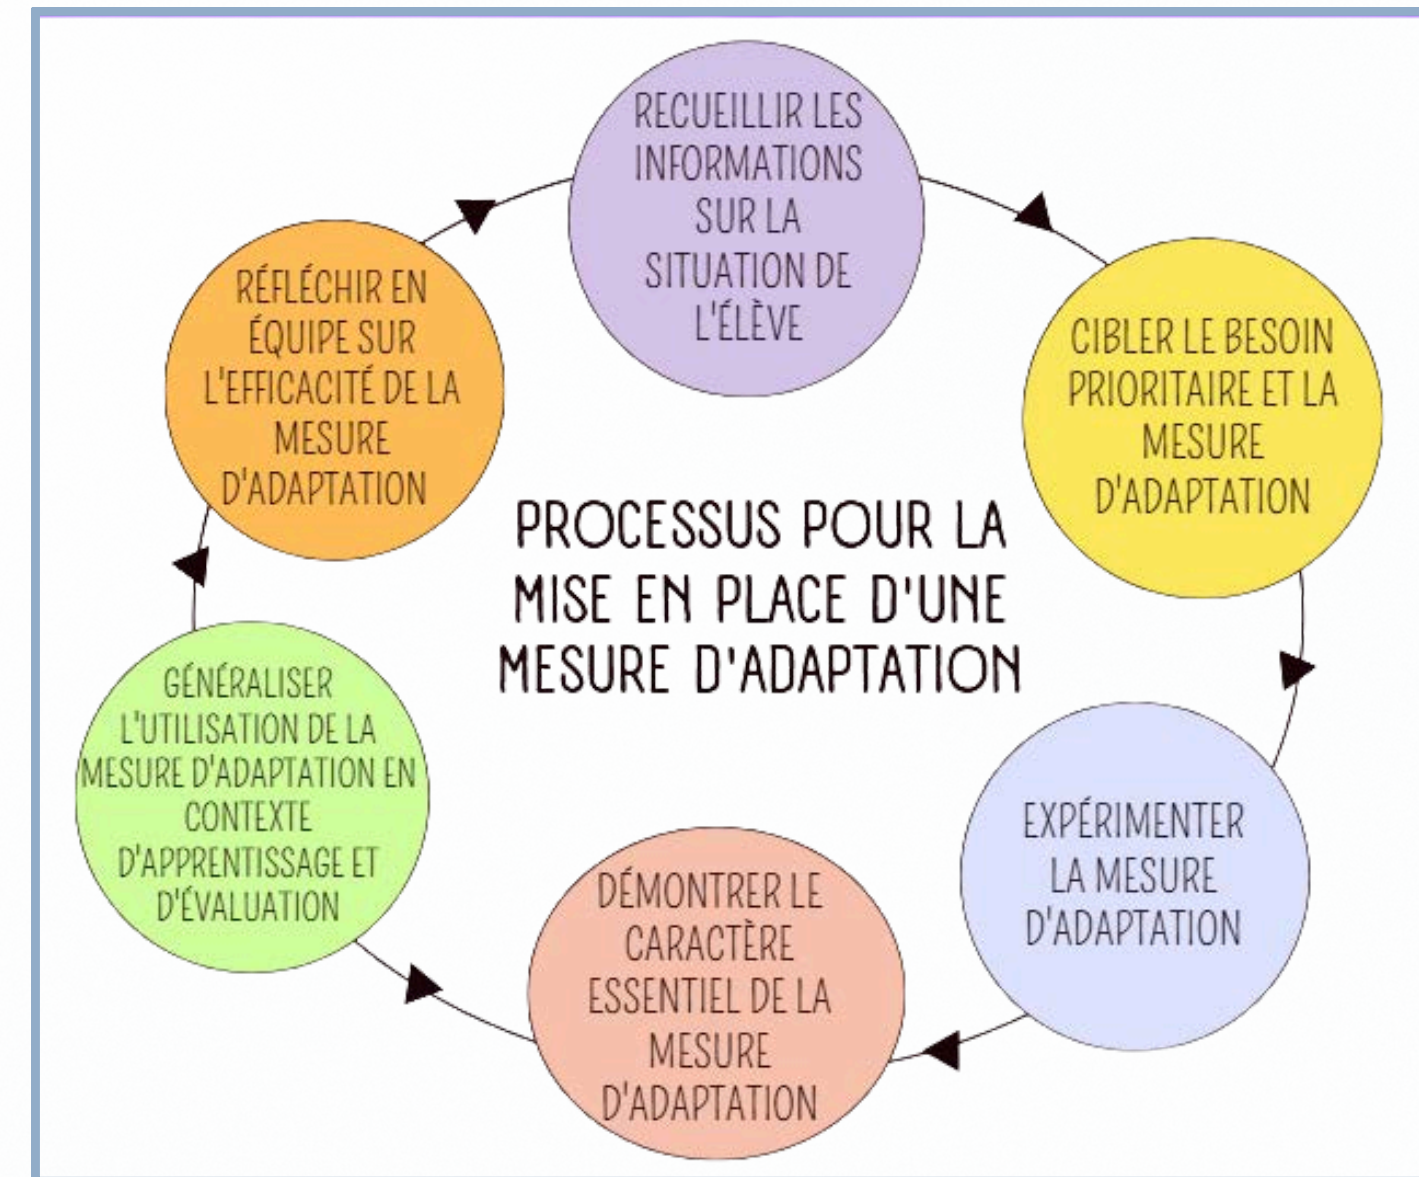 RECUEILLIR LES
INFORMATIONS
SUR LA
SITUATION DE
L'ÉLÈVE
CIBLER LE BESOIN
PRIORITAIRE ET LA
MESURE
D'ADAPTATION
EXPÉRIMENTER
LA MESURE
D'ADAPTATION
DÉMONTRER LE
CARACTÈRE
ESSENTIEL DE LA
MESURE
D'ADAPTATION
GÉNÉRALISER
L'UTILISATION DE LA
MESURE D'ADAPTATION EN
CONTEXTE
D'APPRENTISSAGE ET
D'ÉVALUATION
RÉFLÉCHIR EN
ÉQUIPE SUR
L'EFFICACITÉ DE LA
MESURE
D'ADAPTATION
PROCESSUS POUR LA
MISE EN PLACE D'UNE
MESURE D'ADAPTATION